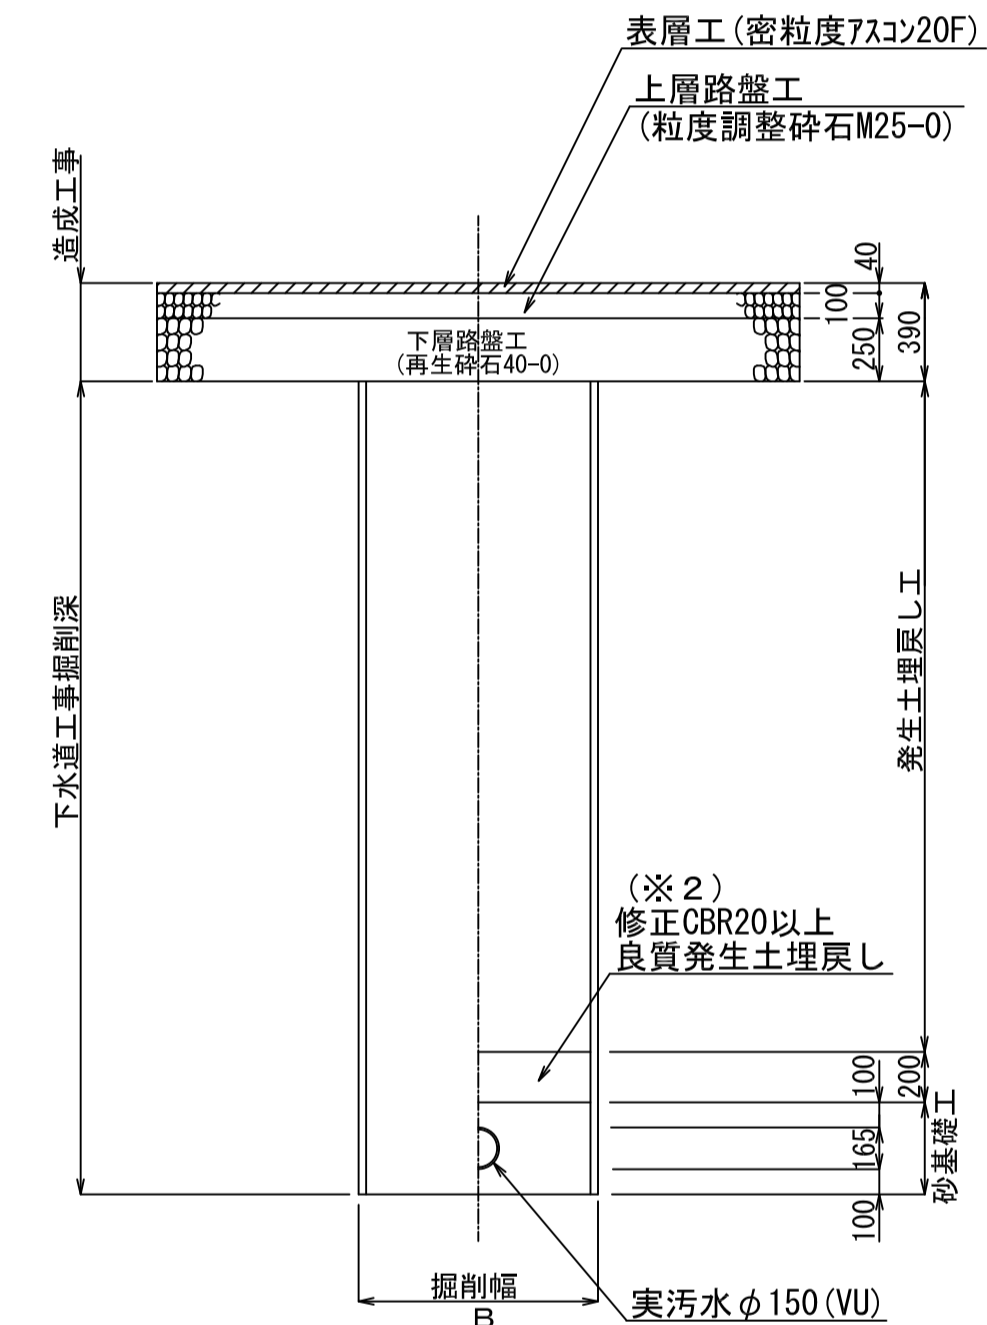 表層工(密粒度アスコン20F)
上層路盤工
(粒度調整砕石M25-0)
造成工事
40
100
250
390
下層路盤工
(再生砕石40-0)
下水道工事掘削深
発生土埋戻し工
(※2)
修正CBR20以上
良質発生土埋戻し
100
200
165
砂基礎工
100
掘削幅
B
実汚水φ150(VU)